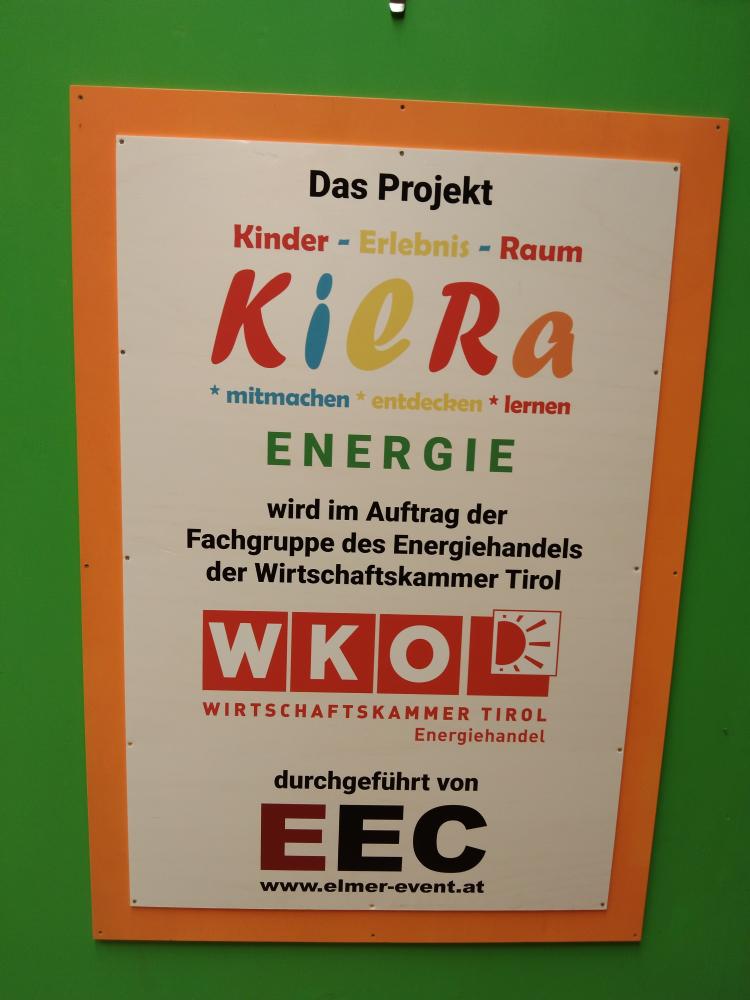 Das Projekt
Kinder - Erlebnis - Raum
KieRa
* mitmachen * entdecken * lernen
ENERGIE
wird im Auftrag der
Fachgruppe des Energiehandels
der Wirtschaftskammer Tirol
WKO
WIRTSCHAFTSKAMMER TIROL
Energiehandel
durchgeführt von
EEC
www.elmer-event.at